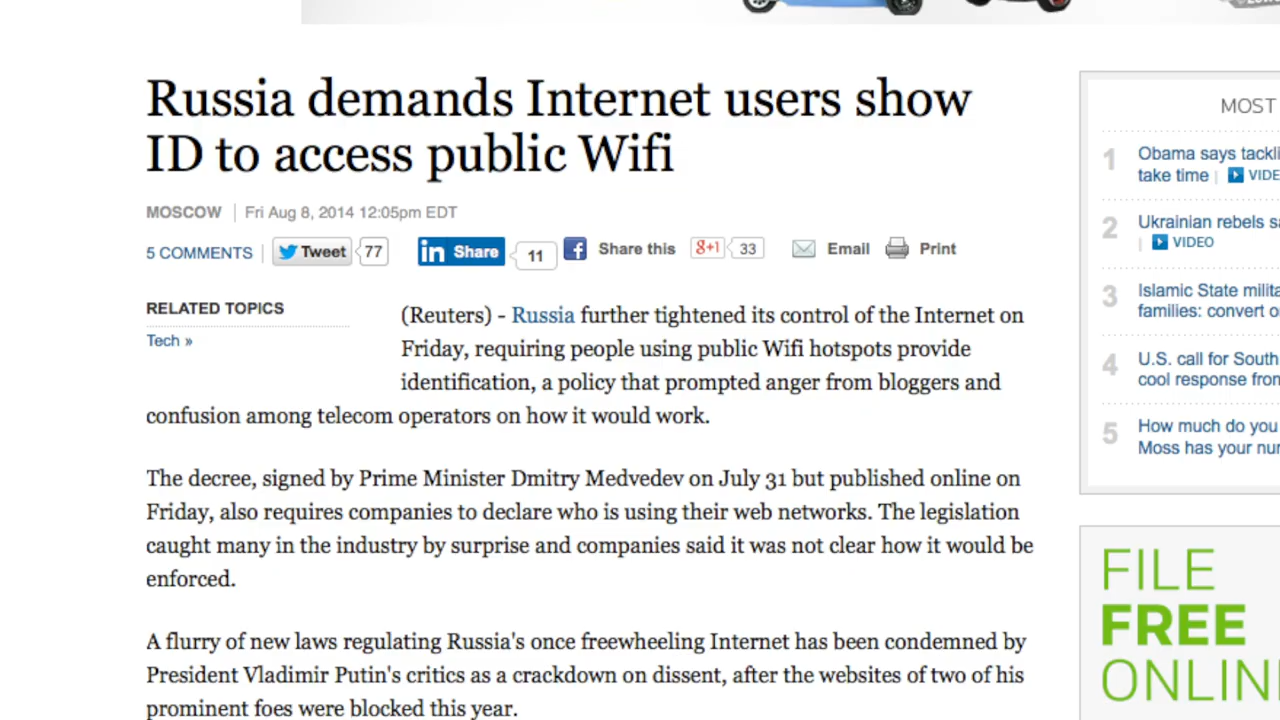 Russia demands Internet users show
ID to access public Wifi
MOSCOW | Fri Aug 8, 2014 12:05pm EDT
5 COMMENTS | Tweet 77 in Share 11 f Share this g+1 33 Email Print
RELATED TOPICS
Tech »
(Reuters) - Russia further tightened its control of the Internet on
Friday, requiring people using public Wifi hotspots provide
identification, a policy that prompted anger from bloggers and
confusion among telecom operators on how it would work.
The decree, signed by Prime Minister Dmitry Medvedev on July 31 but published online on
Friday, also requires companies to declare who is using their web networks. The legislation
caught many in the industry by surprise and companies said it was not clear how it would be
enforced.
A flurry of new laws regulating Russia's once freewheeling Internet has been condemned by
President Vladimir Putin's critics as a crackdown on dissent, after the websites of two of his
prominent foes were blocked this year.
MOST
1 Obama says tackli
take time | VIDE
2 Ukrainian rebels sa
| VIDEO
3 Islamic State milita
families: convert o
4 U.S. call for South
cool response from
5 How much do you
Moss has your nur
FILE
FREE
ONLINE